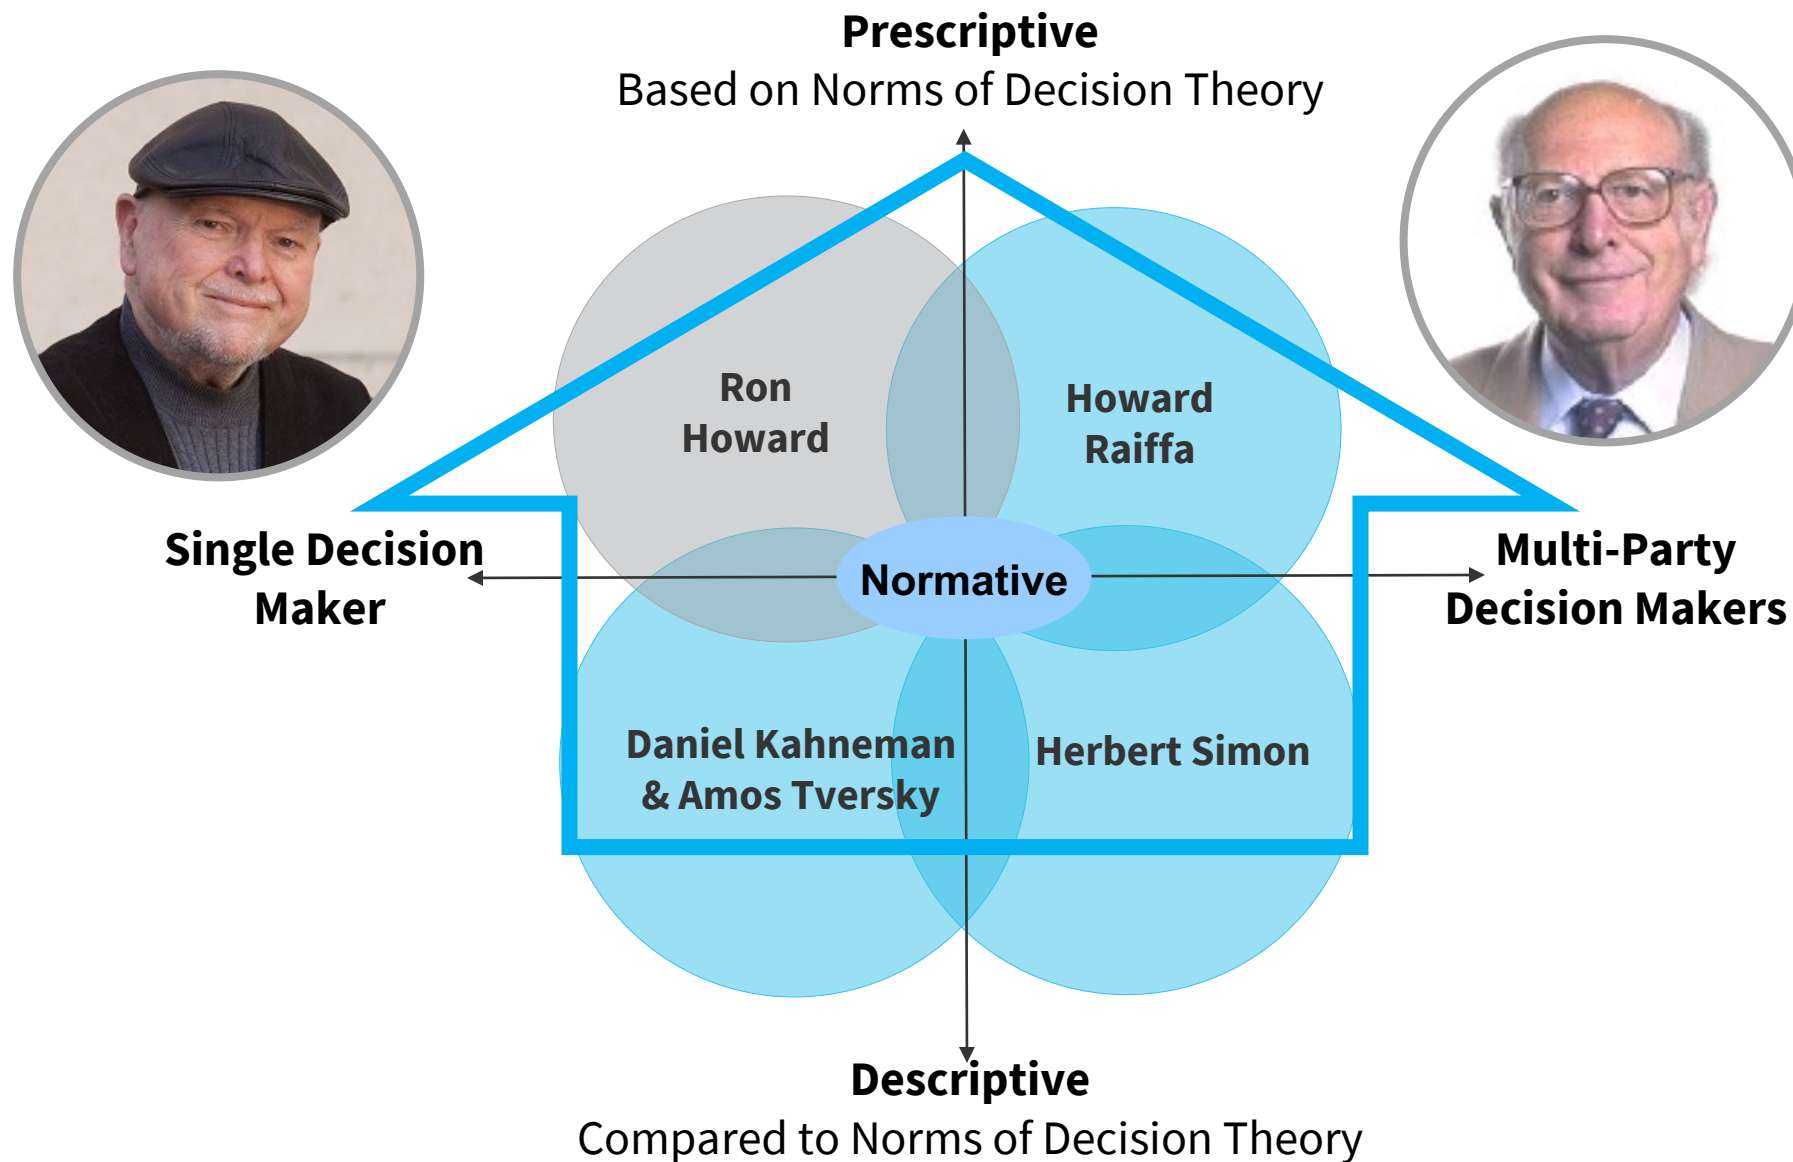 Prescriptive
Based on Norms of Decision Theory
Ron
Howard
Howard
Raiffa
Single Decision
Maker
Normative
Multi-Party
Decision Makers
Daniel Kahneman
& Amos Tversky
Herbert Simon
Descriptive
Compared to Norms of Decision Theory